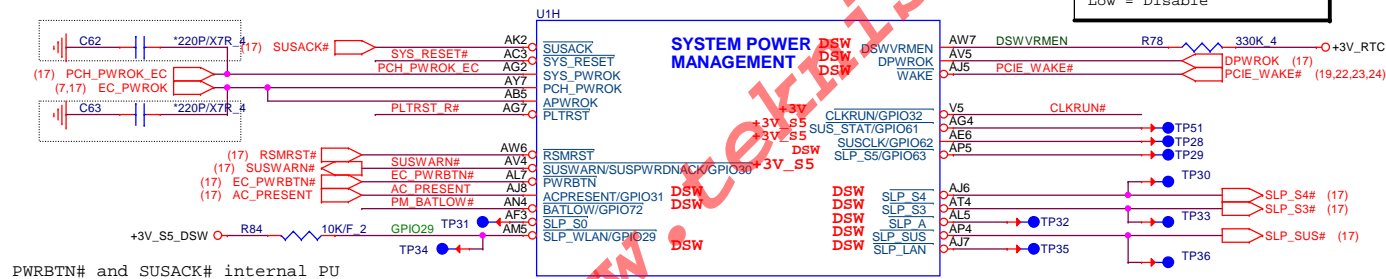 Low = Disable
U1H
C62 *220P/X7R_4
(17) SUSACK#
SYS_RESET#
(17) PCH_PWROK_EC PCH_PWROK_EC
(7,17) EC_PWROK
C63 *220P/X7R_4
PLTRST_R#
(17) RSMRST#
(17) SUSWARN# SUSWARN#
(17) EC_PWRBTN# EC_PWRBTN#
(17) AC_PRESENT AC_PRESENT
PM_BATLOW#
TP31
+3V_S5_DSW R84 10K/F_2 GPIO29
TP34
PWRBTN# and SUSACK# internal PU
AK2 SUSACK
AC3 SYS_RESET
AG2 SYS_PWROK
AY7 PCH_PWROK
AB5 APWROK
AG7 PLTRST
AW6 RSMRST
AV4 SUSWARN/SUSPWRDNACK/GPIO30
AL7 PWRBTN
AJ8 ACPRESENT/GPIO31
AN4 BATLOW/GPIO72
AF3 SLP_S0
AM5 SLP_WLAN/GPIO29
SYSTEM POWER
MANAGEMENT
DSW DSWVRMEN AW7 DSWVRMEN R78 330K_4 +3V_RTC
DSW DPWROK AV5 DPWROK (17)
DSW WAKE AJ5 PCIE_WAKE# PCIE_WAKE# (19,22,23,24)
+3V CLKRUN/GPIO32 V5 CLKRUN#
+3V_S5 SUS_STAT/GPIO61 AG4 TP51
+3V_S5 SUSCLK/GPIO62 AE6 TP28
DSW SLP_S5/GPIO63 AP5 TP29
+3V_S5
TP30
DSW DSW SLP_S4 AJ6 SLP_S4# (17)
DSW DSW SLP_S3 AT4 SLP_S3# (17)
TP33
DSW SLP_A AL5 TP32
DSW DSW SLP_SUS AP4 SLP_SUS# (17)
SLP_LAN AJ7 TP35
TP36
w.teknis